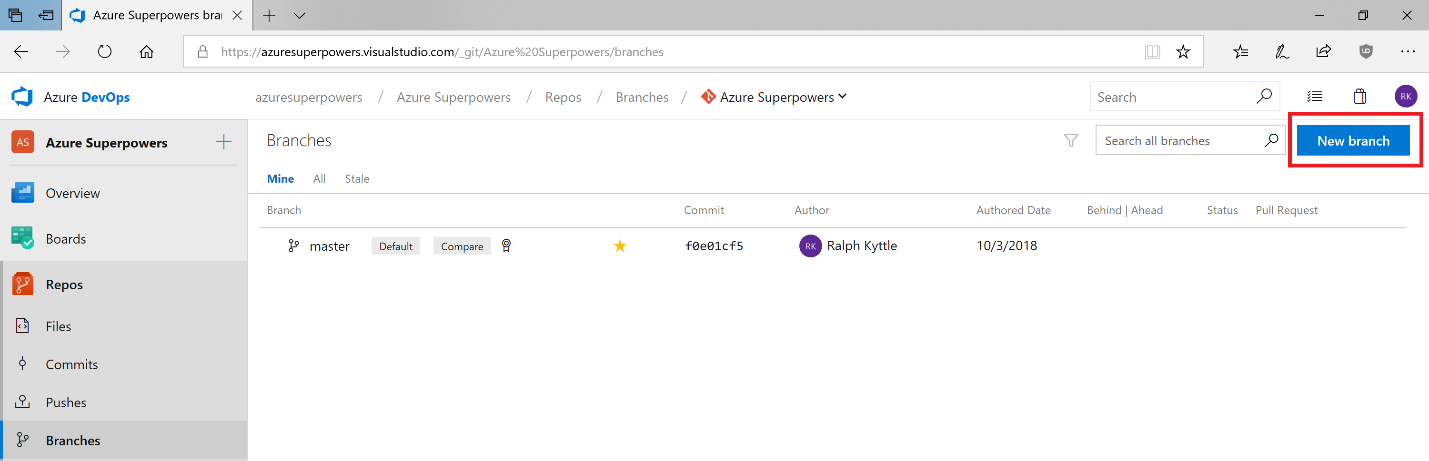 Azure Superpowers bra
https://azuresuperpowers.visualstudio.com/_git/Azure%20Superpowers/branches
Azure DevOps
azuresuperpowers / Azure Superpowers / Repos / Branches / Azure Superpowers
Search
RK
AS Azure Superpowers
Branches
Search all branches
New branch
Mine All Stale
Overview
Branch Commit Author Authored Date Behind | Ahead Status Pull Request
Boards
master Default Compare f0e01cf5 RK Ralph Kyttle 10/3/2018
Repos
Files
Commits
Pushes
Branches